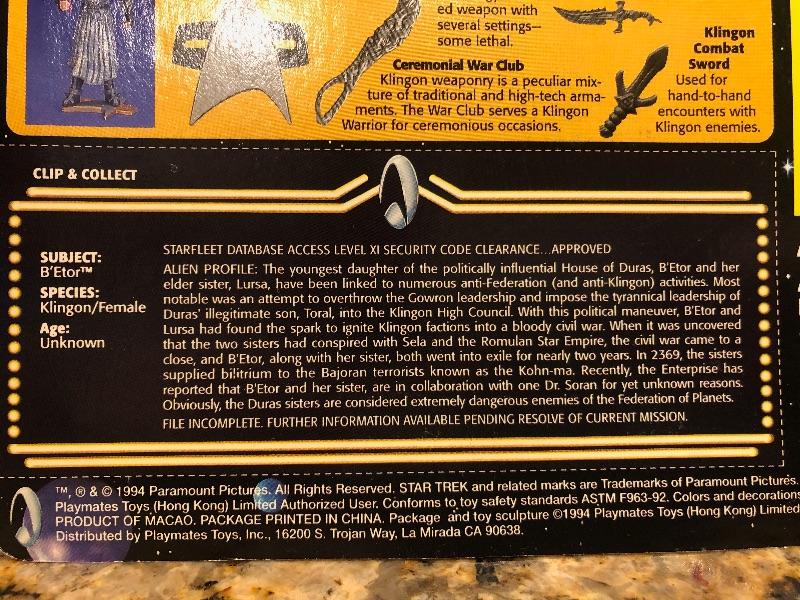 ed weapon with
several settings—
some lethal.
Ceremonial War Club
Klingon weaponry is a peculiar mix-
ture of traditional and high-tech arma-
ments. The War Club serves a Klingon
Warrior for ceremonious occasions.
Klingon
Combat
Sword
Used for
hand-to-hand
encounters with
Klingon enemies.
CLIP & COLLECT
SUBJECT:
B'Etor™
SPECIES:
Klingon/Female
Age:
Unknown
STARFLEET DATABASE ACCESS LEVEL XI SECURITY CODE CLEARANCE...APPROVED
ALIEN PROFILE: The youngest daughter of the politically influential House of Duras, B'Etor and her
elder sister, Lursa, have been linked to numerous anti-Federation (and anti-Klingon) activities. Most
notable was an attempt to overthrow the Gowron leadership and impose the tyrannical leadership of
Duras' illegitimate son, Toral, into the Klingon High Council. With this political maneuver, B'Etor and
Lursa had found the spark to ignite Klingon factions into a bloody civil war. When it was uncovered
that the two sisters had conspired with Sela and the Romulan Star Empire, the civil war came to a
close, and B'Etor, along with her sister, both went into exile for nearly two years. In 2369, the sisters
supplied bilitrium to the Bajoran terrorists known as the Kohn-ma. Recently, the Enterprise has
reported that B'Etor and her sister, are in collaboration with one Dr. Soran for yet unknown reasons.
Obviously, the Duras sisters are considered extremely dangerous enemies of the Federation of Planets.
FILE INCOMPLETE. FURTHER INFORMATION AVAILABLE PENDING RESOLVE OF CURRENT MISSION.
™, ® & © 1994 Paramount Pictures. All Rights Reserved. STAR TREK and related marks are Trademarks of Paramount Pictures.
Playmates Toys (Hong Kong) Limited Authorized User. Conforms to toy safety standards ASTM F963-92. Colors and decorations
PRODUCT OF MACAO. PACKAGE PRINTED IN CHINA. Package and toy sculpture ©1994 Playmates Toys (Hong Kong) Limited
Distributed by Playmates Toys, Inc., 16200 S. Trojan Way, La Mirada CA 90638.